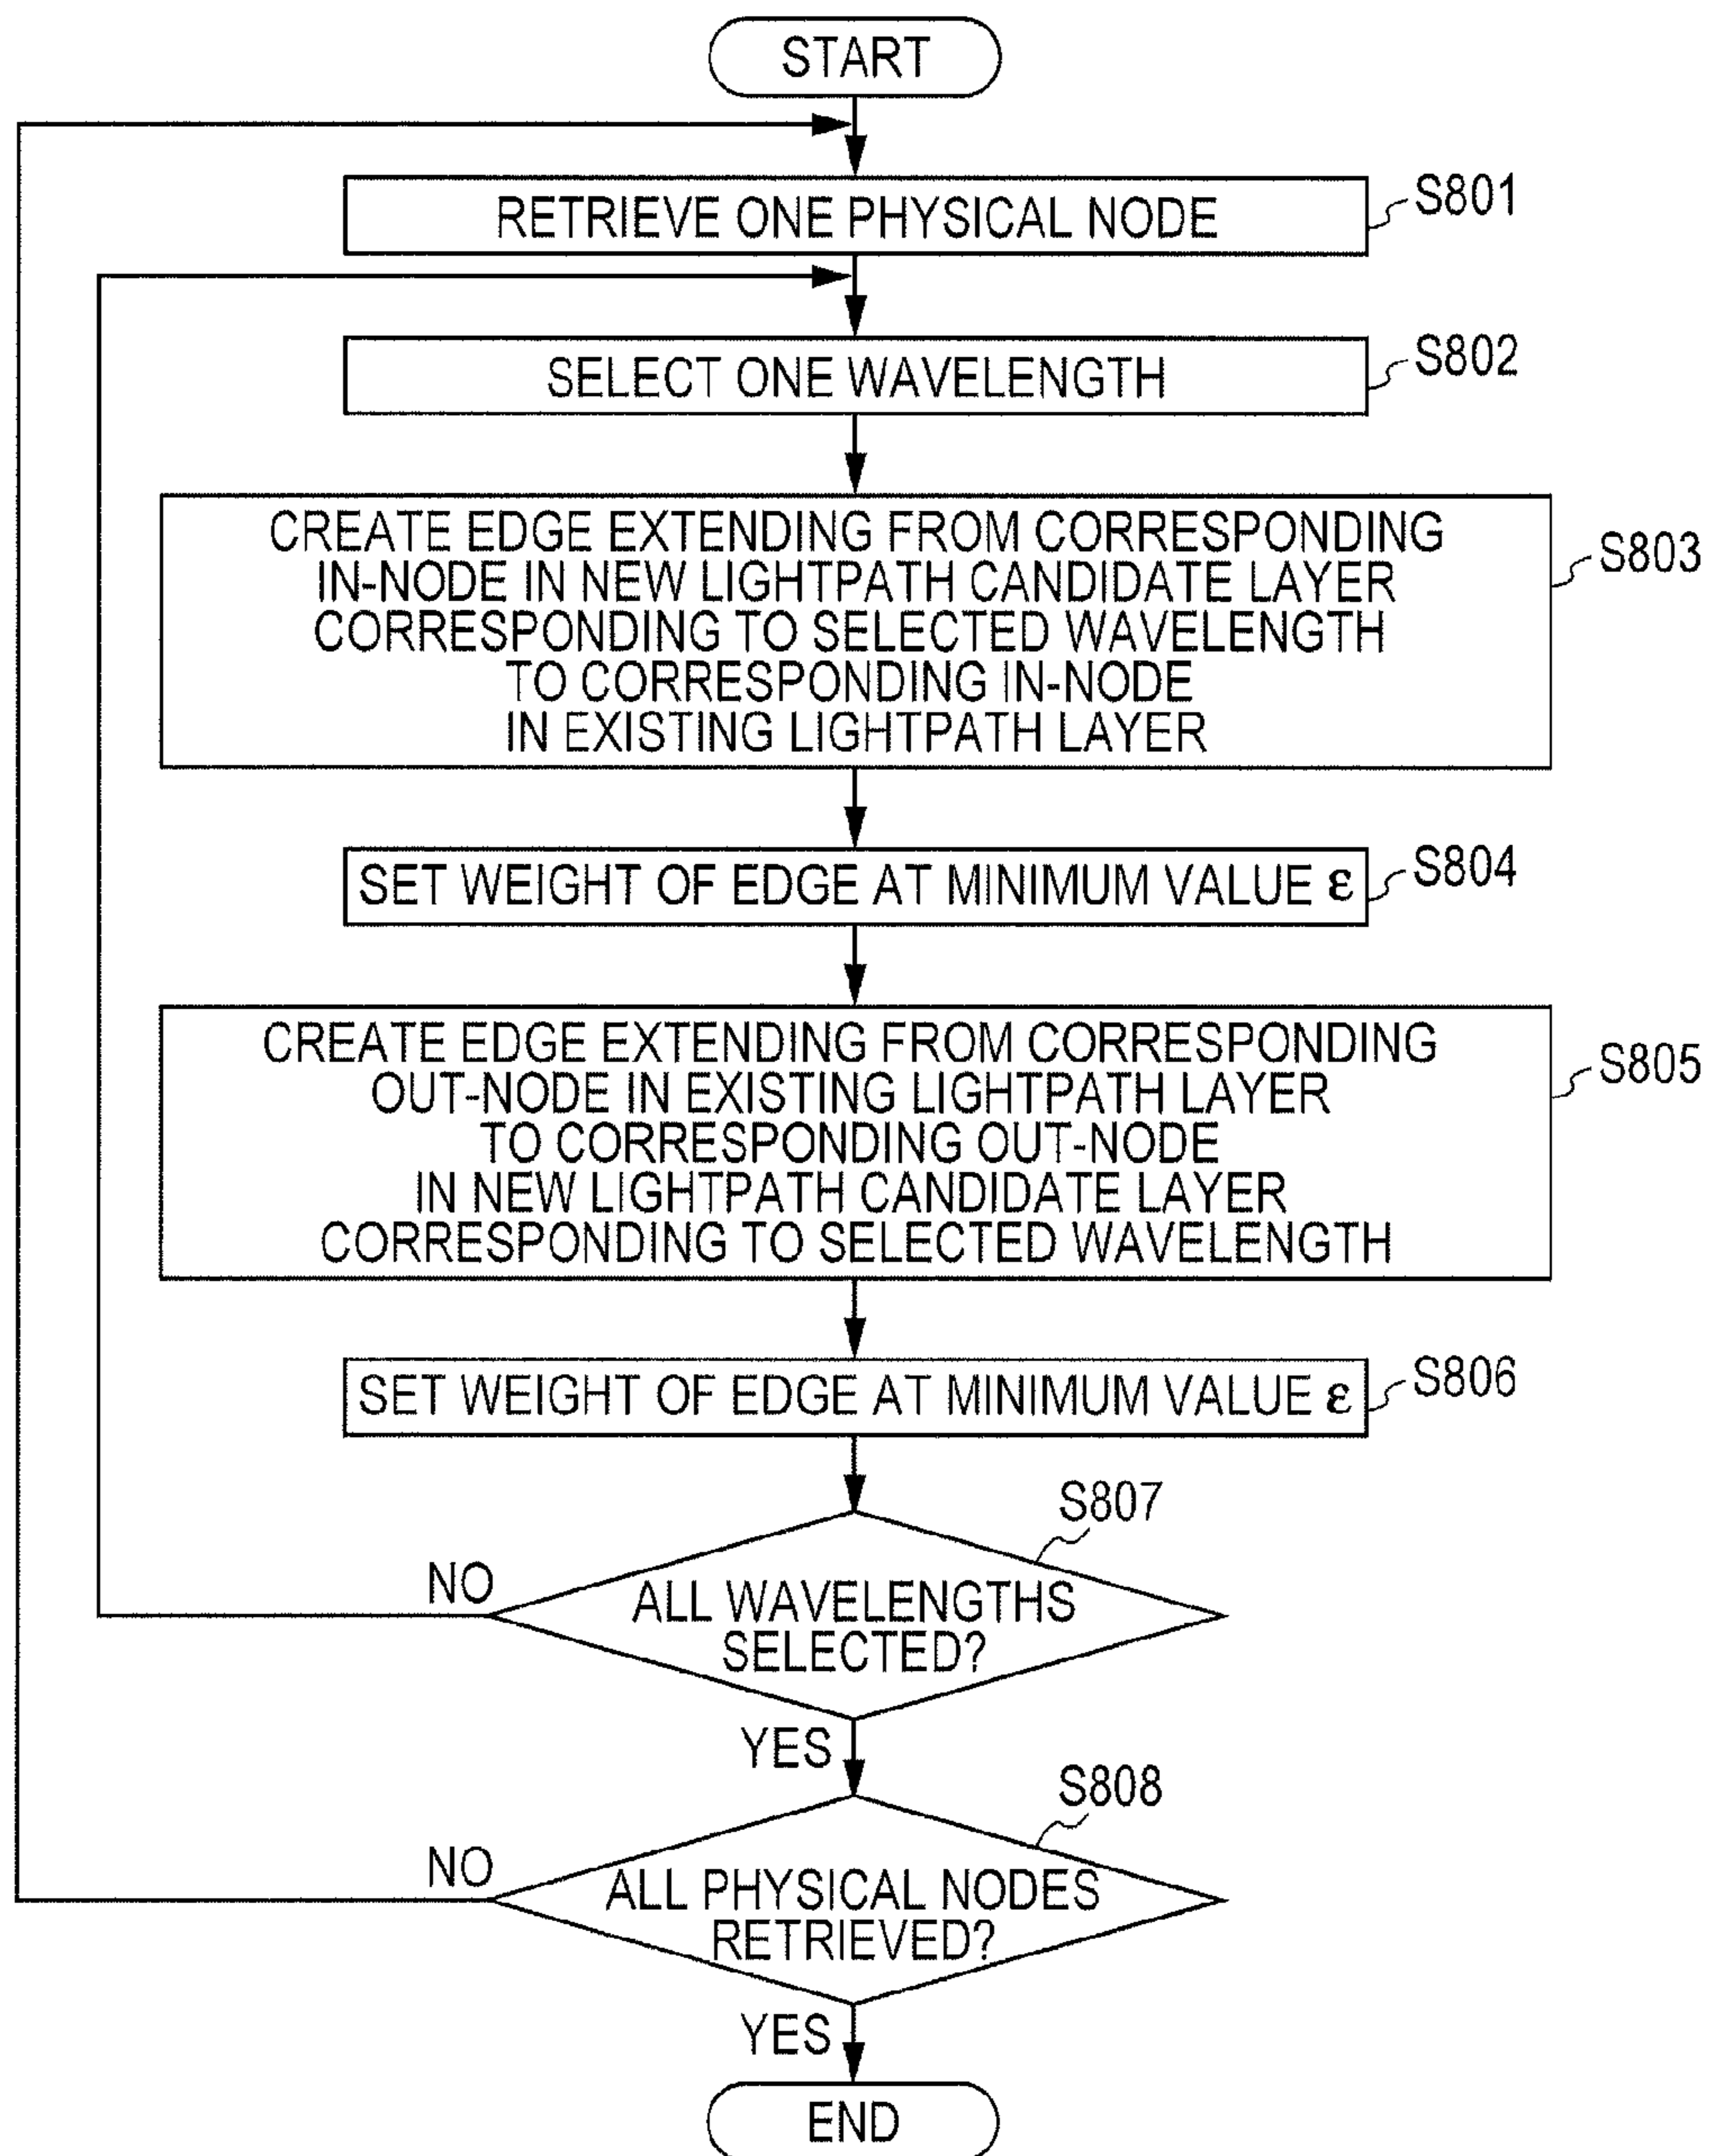 START
RETRIEVE ONE PHYSICAL NODE
S801
SELECT ONE WAVELENGTH
S802
CREATE EDGE EXTENDING FROM CORRESPONDING
IN-NODE IN NEW LIGHTPATH CANDIDATE LAYER
CORRESPONDING TO SELECTED WAVELENGTH
TO CORRESPONDING IN-NODE
IN EXISTING LIGHTPATH LAYER
S803
SET WEIGHT OF EDGE AT MINIMUM VALUE ε
S804
CREATE EDGE EXTENDING FROM CORRESPONDING
OUT-NODE IN EXISTING LIGHTPATH LAYER
TO CORRESPONDING OUT-NODE
IN NEW LIGHTPATH CANDIDATE LAYER
CORRESPONDING TO SELECTED WAVELENGTH
S805
SET WEIGHT OF EDGE AT MINIMUM VALUE ε
S806
S807
NO
ALL WAVELENGTHS
SELECTED?
YES
S808
NO
ALL PHYSICAL NODES
RETRIEVED?
YES
END